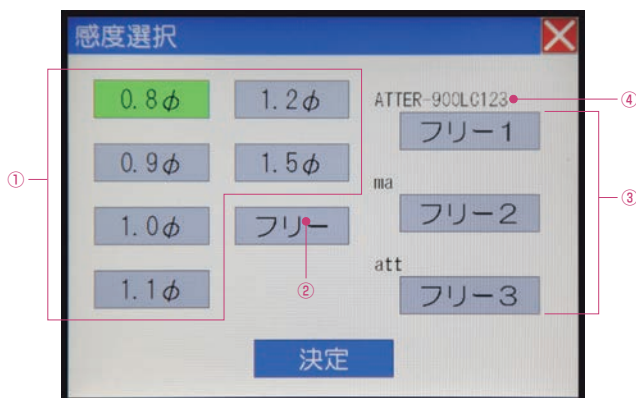 感度選択
0.8φ 1.2φ
0.9φ 1.5φ
1.0φ フリー
1.1φ
ATTER-900LC123
フリー1
ma
フリー2
att
フリー3
決定
①
②
③
④